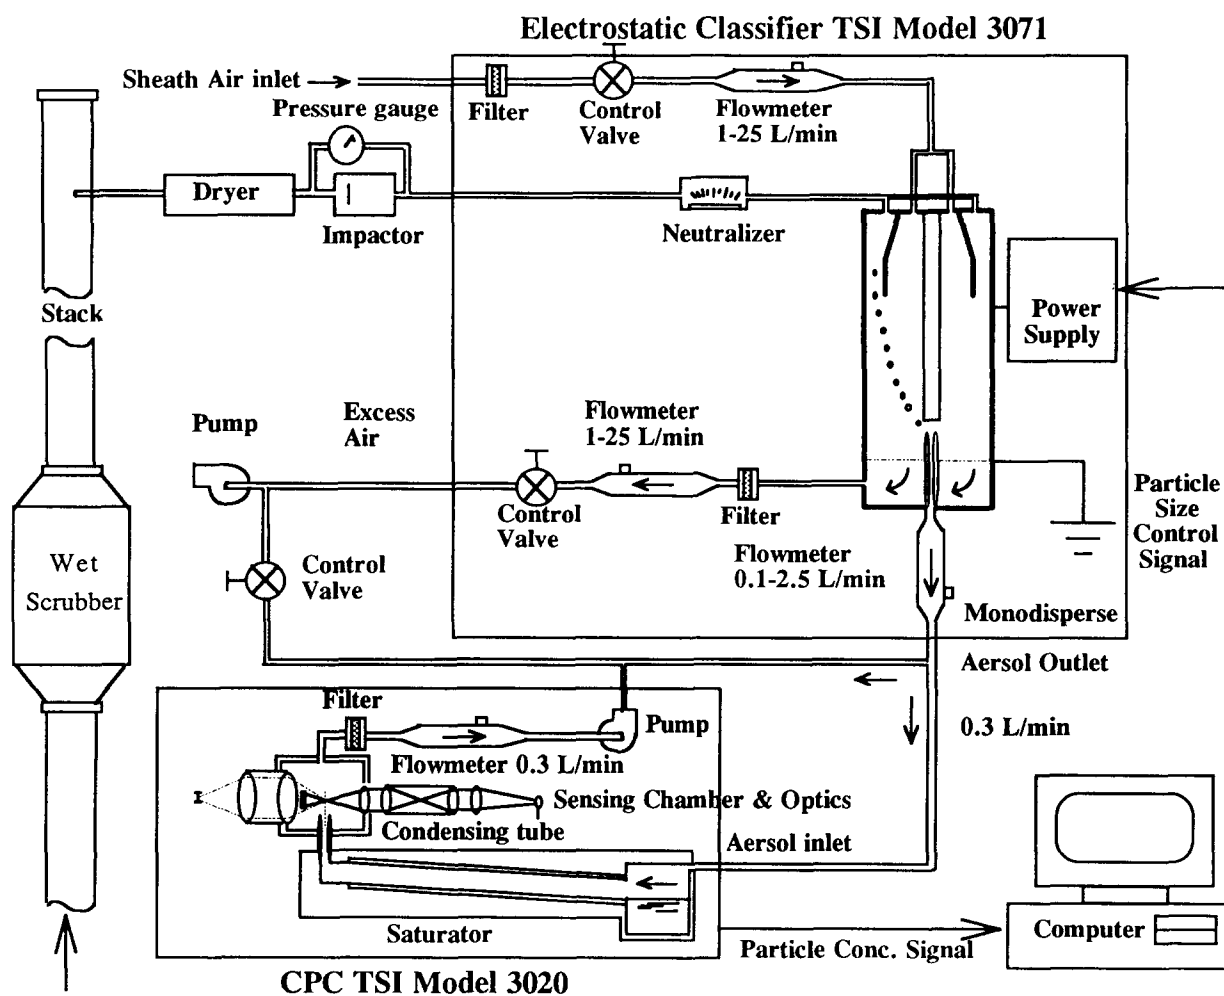 Electrostatic Classifier TSI Model 3071
Sheath Air inlet
Pressure gauge
Filter
Control
Valve
Flowmeter
1-25 L/min
Dryer
Impactor
Neutralizer
Stack
Power
Supply
Pump
Excess
Air
Flowmeter
1-25 L/min
Control
Valve
Filter
Particle
Size
Control
Signal
Wet
Scrubber
Control
Valve
Flowmeter
0.1-2.5 L/min
Monodisperse
Aersol Outlet
Filter
Pump
0.3 L/min
Flowmeter 0.3 L/min
Sensing Chamber & Optics
Condensing tube
Aersol inlet
Saturator
Particle Conc. Signal
Computer
CPC TSI Model 3020